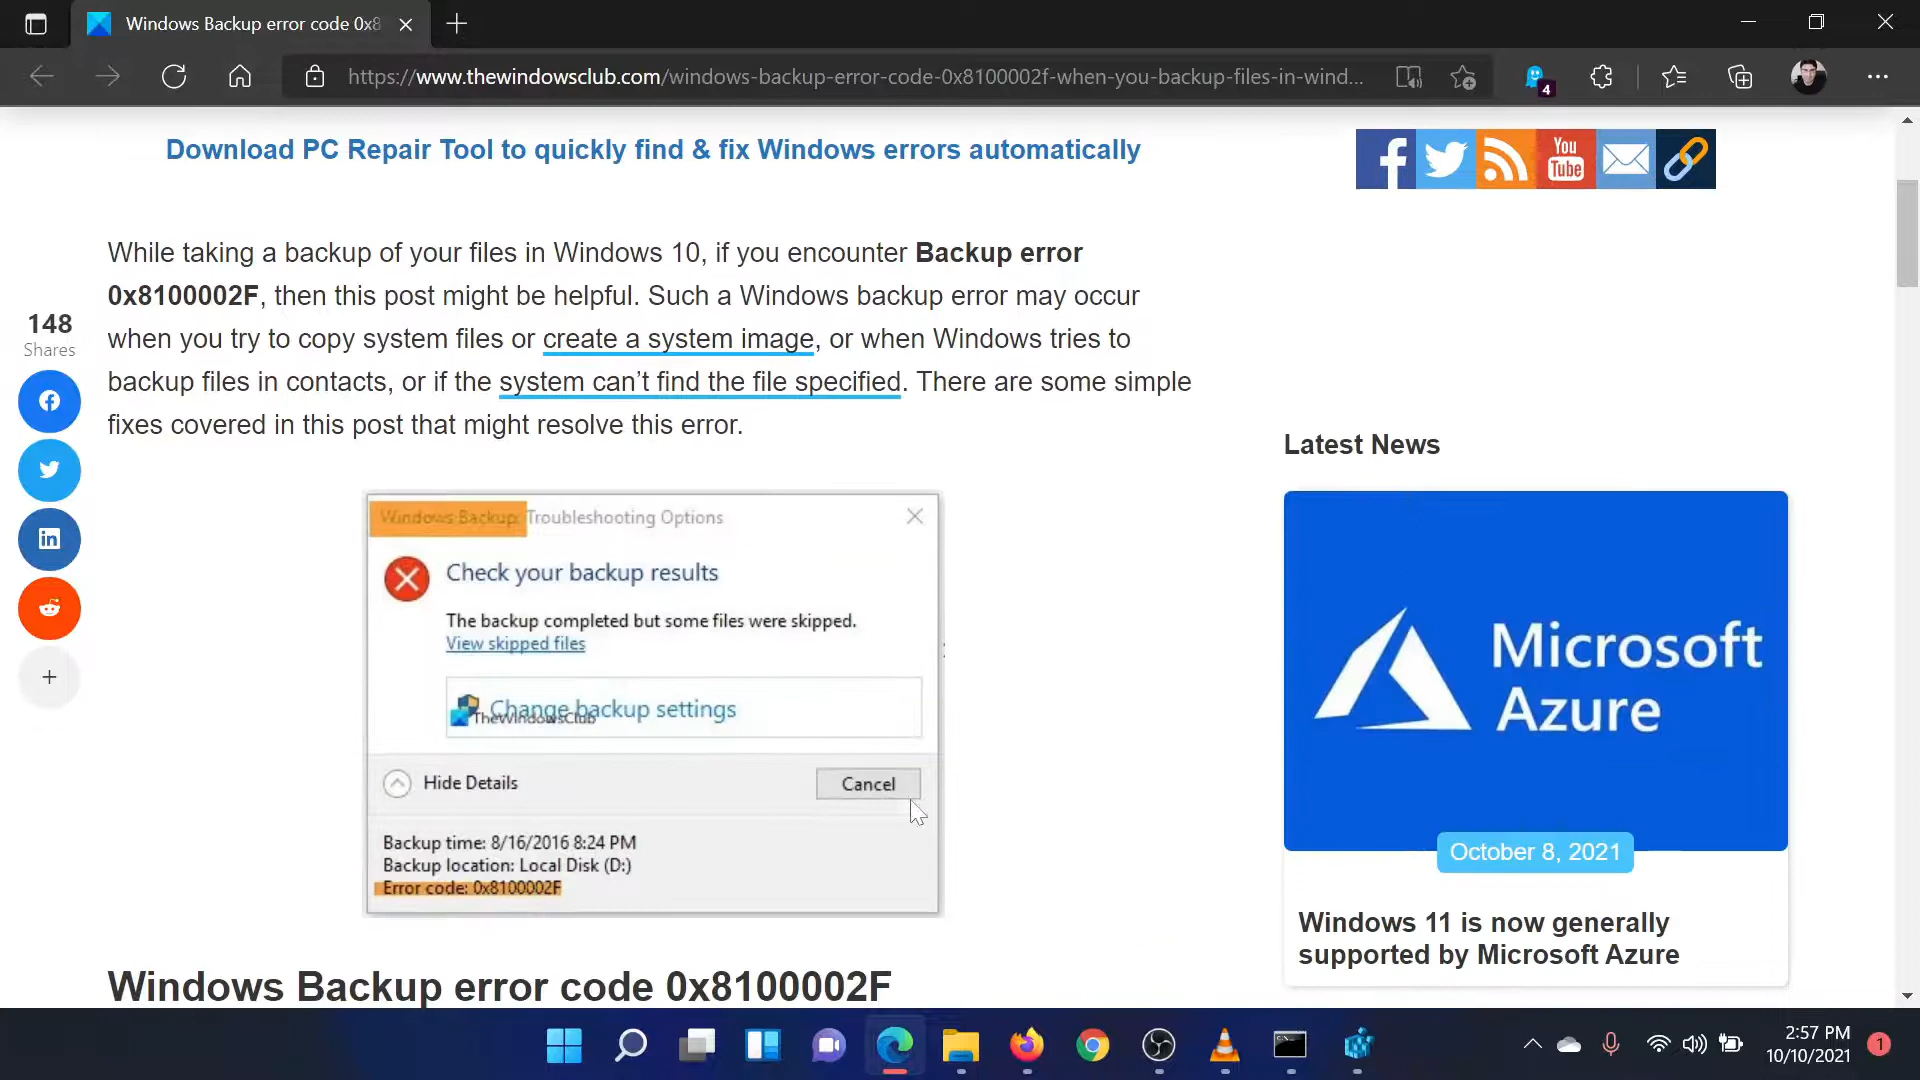 Windows Backup error code 0x8
https://www.thewindowsclub.com/windows-backup-error-code-0x8100002f-when-you-backup-files-in-wind...
4
Download PC Repair Tool to quickly find & fix Windows errors automatically
You
Tube
While taking a backup of your files in Windows 10, if you encounter Backup error
0x8100002F, then this post might be helpful. Such a Windows backup error may occur
when you try to copy system files or create a system image, or when Windows tries to
backup files in contacts, or if the system can’t find the file specified. There are some simple
fixes covered in this post that might resolve this error.
148
Shares
in
Windows Backup: Troubleshooting Options
Check your backup results
The backup completed but some files were skipped.
View skipped files
Change backup settings
TheWindowsClub
Hide Details
Cancel
Backup time: 8/16/2016 8:24 PM
Backup location: Local Disk (D:)
Error code: 0x8100002F
Windows Backup error code 0x8100002F
Latest News
Microsoft
Azure
October 8, 2021
Windows 11 is now generally
supported by Microsoft Azure
2:57 PM
10/10/2021
1